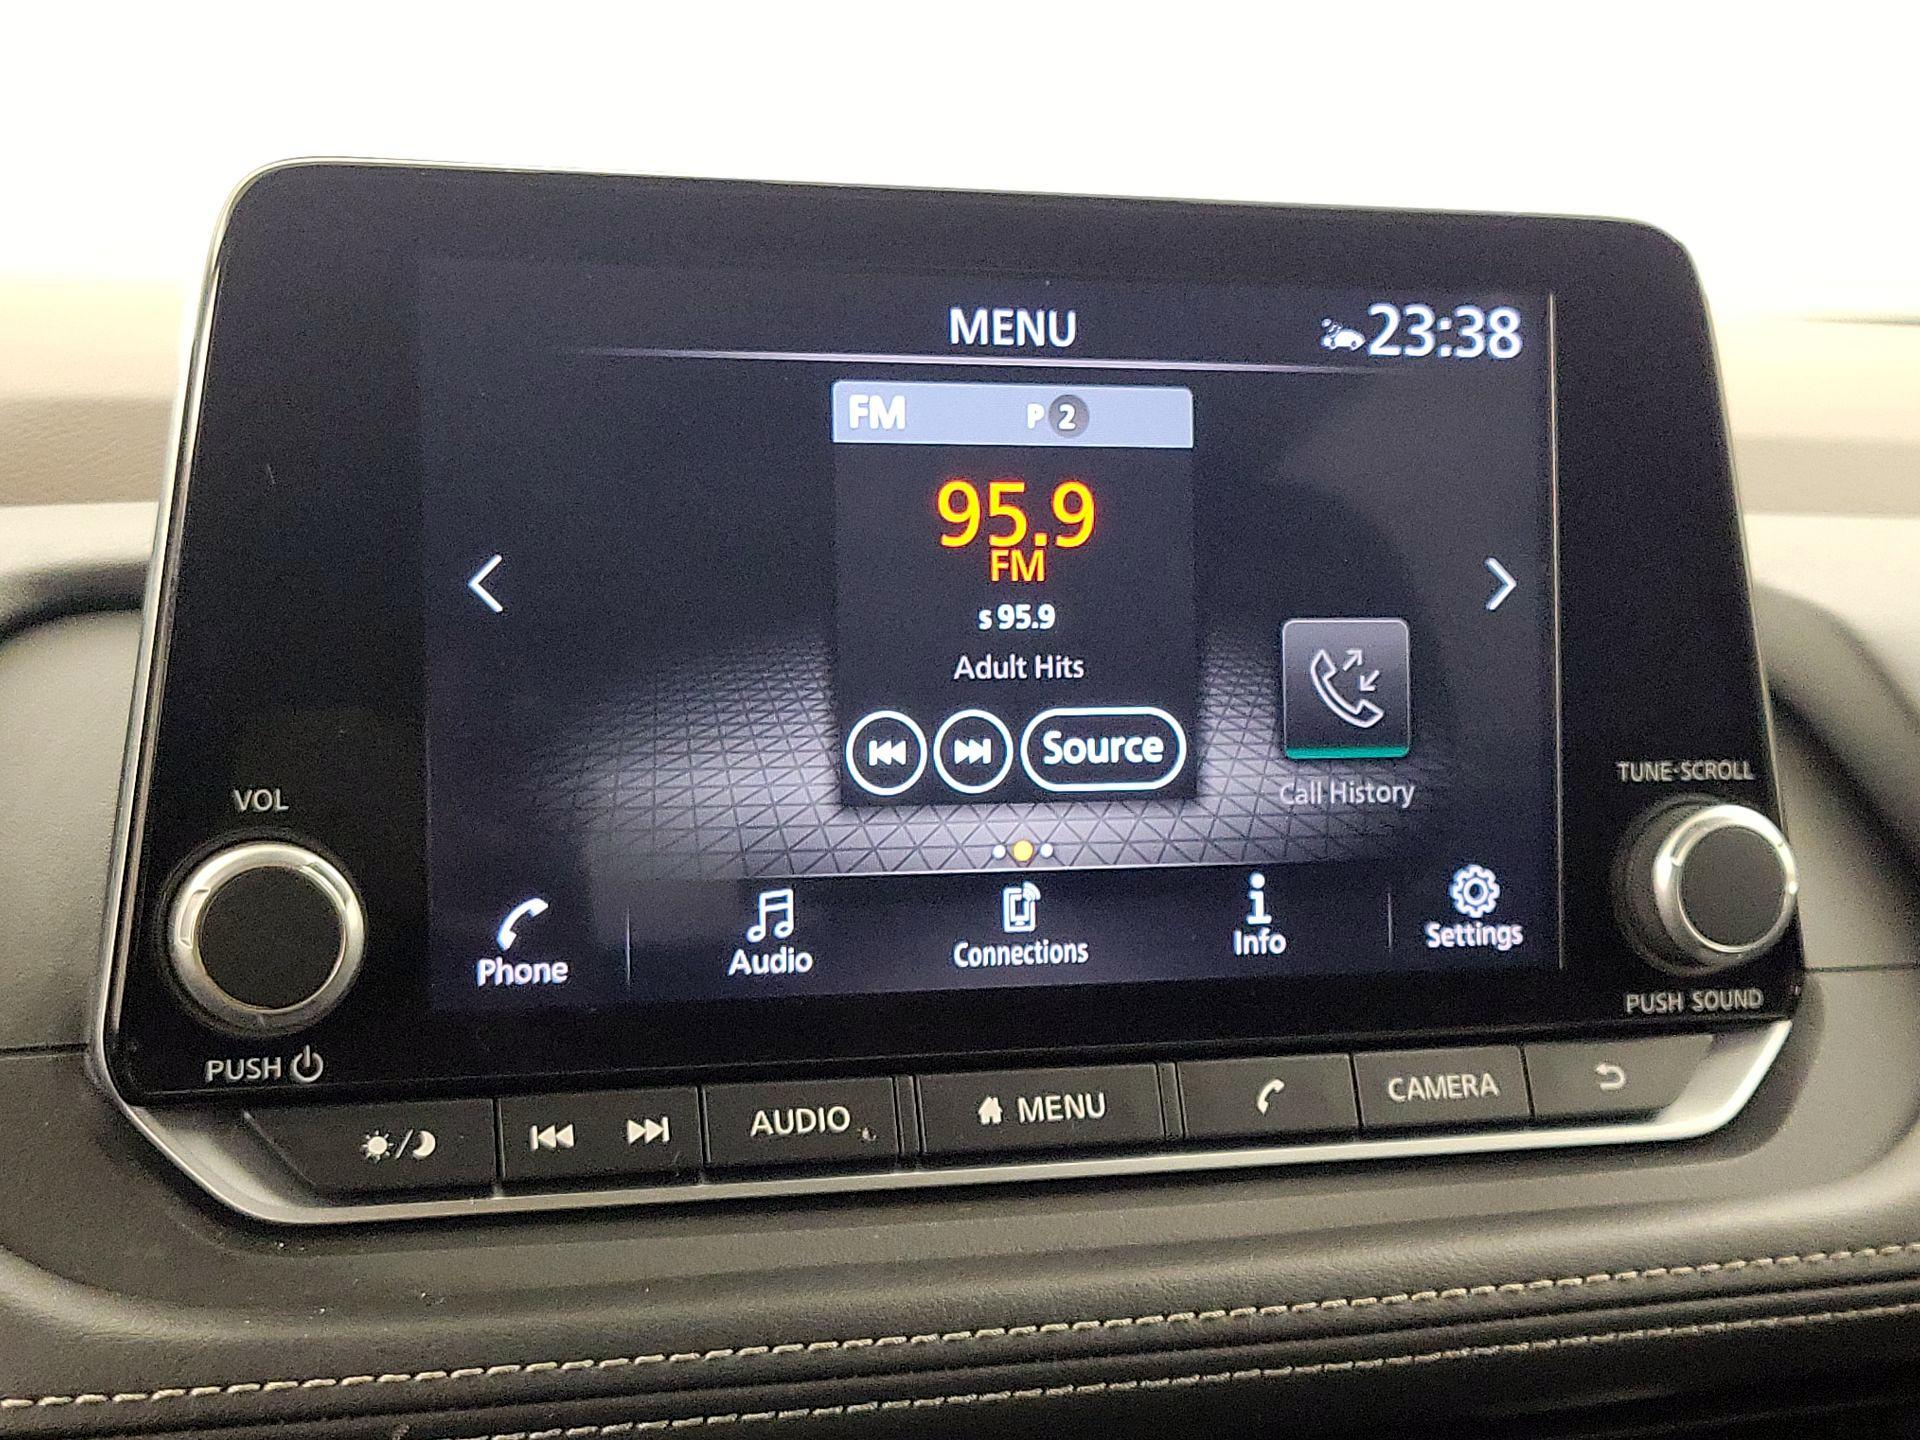 MENU
23:38
FM P 2
95.9
FM
s 95.9
Adult Hits
Source
Call History
Phone
Audio
Connections
Info
Settings
VOL
PUSH
TUNE·SCROLL
PUSH SOUND
AUDIO
MENU
CAMERA